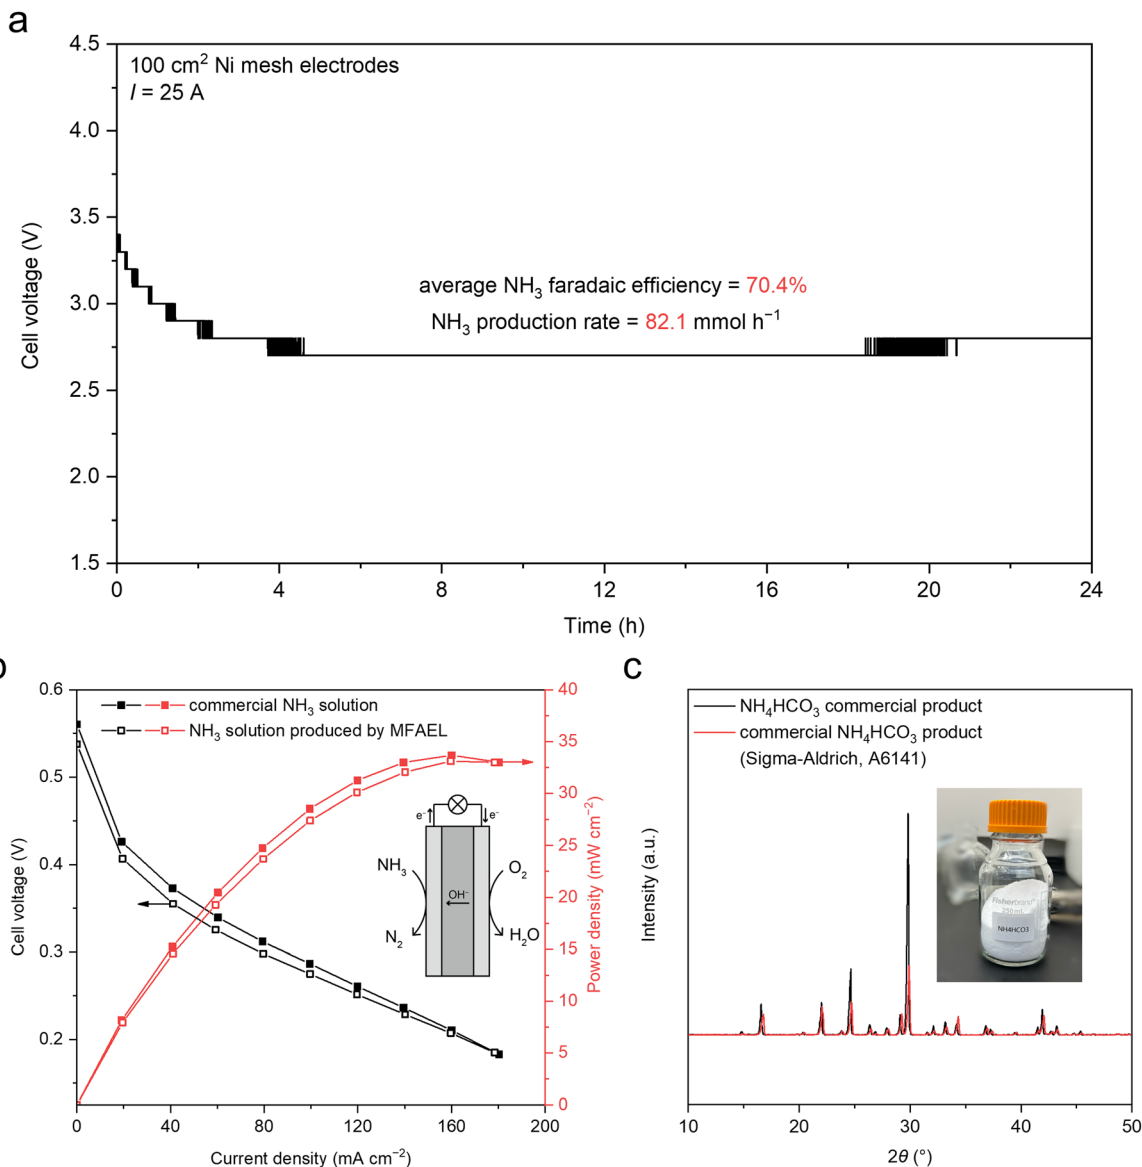 a
4.5
4.0
3.5
3.0
2.5
2.0
1.5
Cell voltage (V)
100 cm² Ni mesh electrodes
I = 25 A
average NH₃ faradaic efficiency = 70.4%
NH₃ production rate = 82.1 mmol h⁻¹
0 4 8 12 16 20 24
Time (h)
0.6
0.5
0.4
0.3
0.2
Cell voltage (V)
commercial NH₃ solution
NH₃ solution produced by MFAEL
e⁻ e⁻
NH₃ O₂
OH⁻
N₂ H₂O
40
35
30
25
20
15
10
5
0
Power density (mW cm⁻²)
0 40 80 120 160 200
Current density (mA cm⁻²)
c
NH₄HCO₃ commercial product
commercial NH₄HCO₃ product
(Sigma-Aldrich, A6141)
Intensity (a.u.)
Fisherbrand
250 mL
NH4HCO3
10 20 30 40 50
2θ (°)